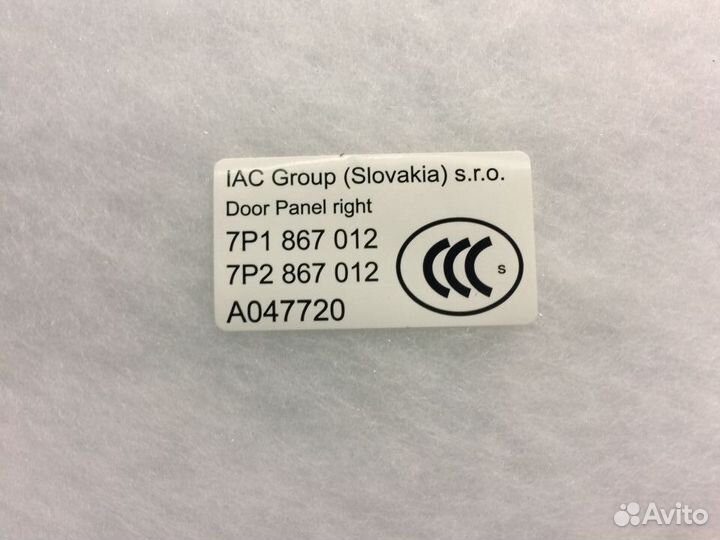 IAC Group (Slovakia) s.r.o.
Door Panel right
7P1 867 012
7P2 867 012
A047720
CCC s
Avito